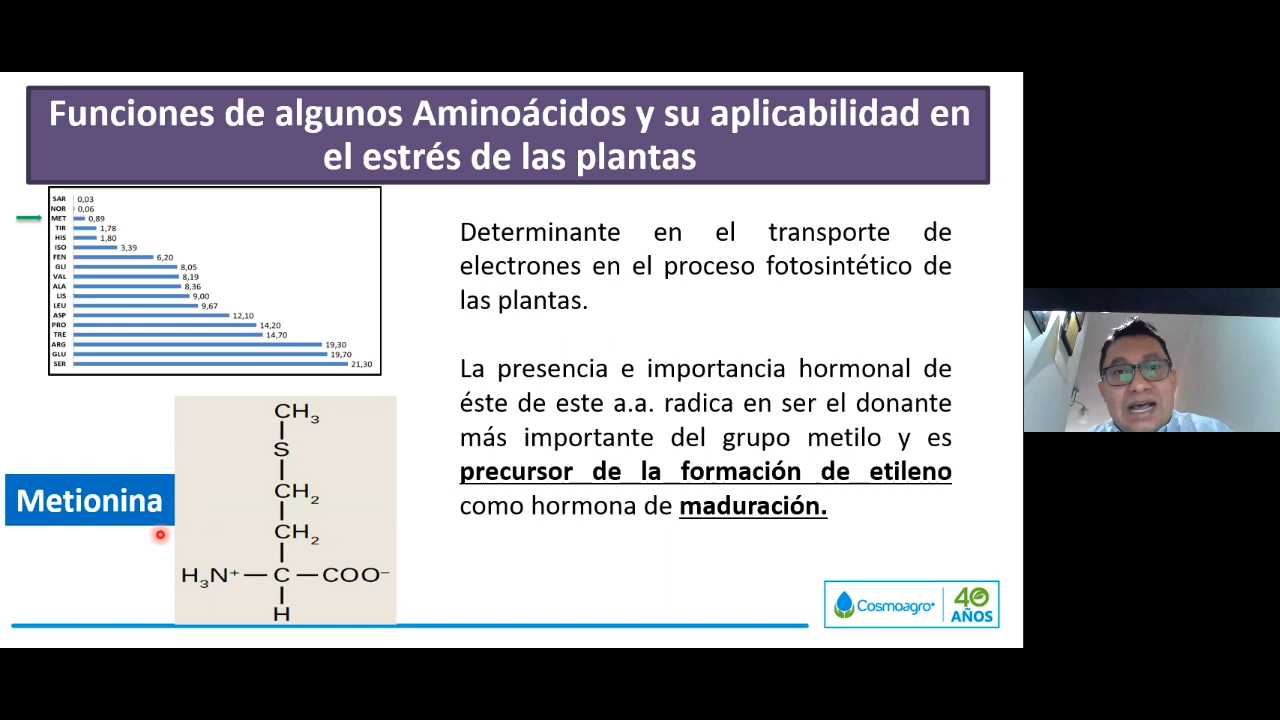 Funciones de algunos Aminoácidos y su aplicabilidad en
el estrés de las plantas
SAR 0,03
NOR 0,06
MET 0,89
TIR 1,78
HIS 1,80
ISO 3,39
FEN 6,20
GLI 8,05
VAL 8,19
ALA 8,36
LIS 9,00
LEU 9,67
ASP 12,10
PRO 14,20
TRE 14,70
ARG 19,30
GLU 19,70
SER 21,30
Determinante en el transporte de
electrones en el proceso fotosintético de
las plantas.
La presencia e importancia hormonal de
éste de este a.a. radica en ser el donante
más importante del grupo metilo y es
precursor de la formación de etileno
como hormona de maduración.
Metionina
CH₃
S
CH₂
CH₂
H₃N⁺ — C — COO⁻
H
Cosmoagro®
40
AÑOS